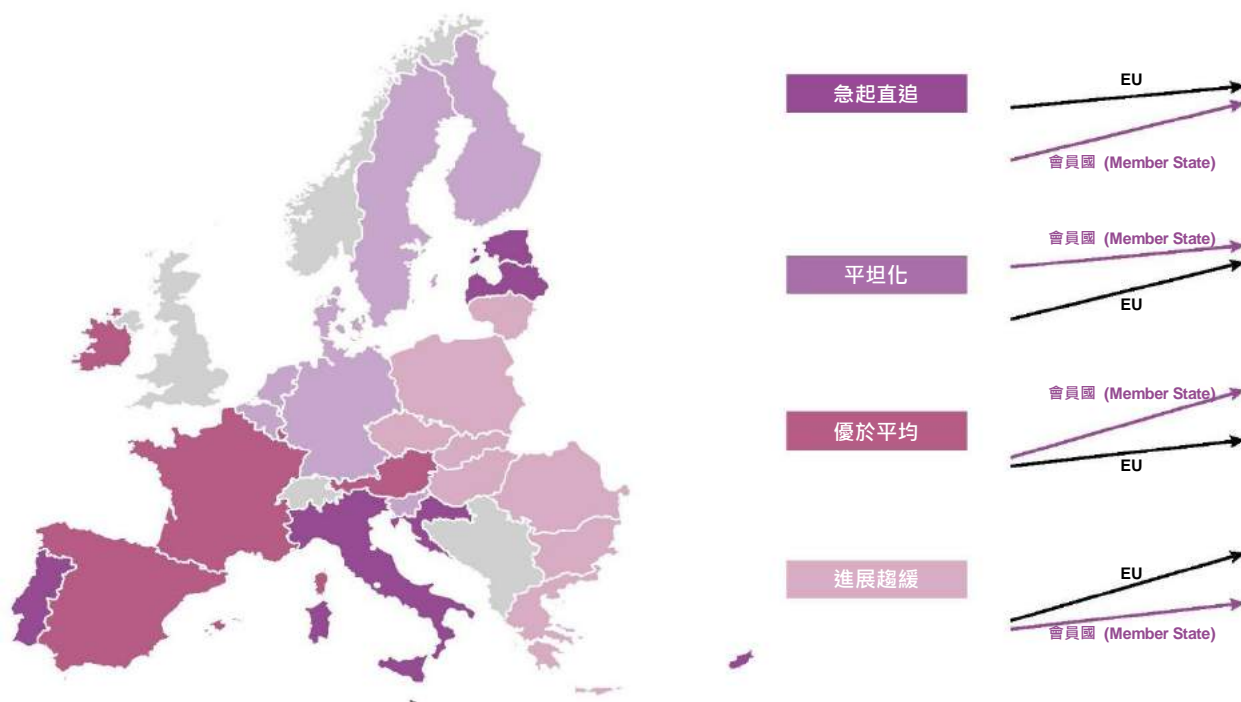 急起直追
EU
會員國 (Member State)
平坦化
會員國 (Member State)
EU
優於平均
會員國 (Member State)
EU
進展趨緩
EU
會員國 (Member State)